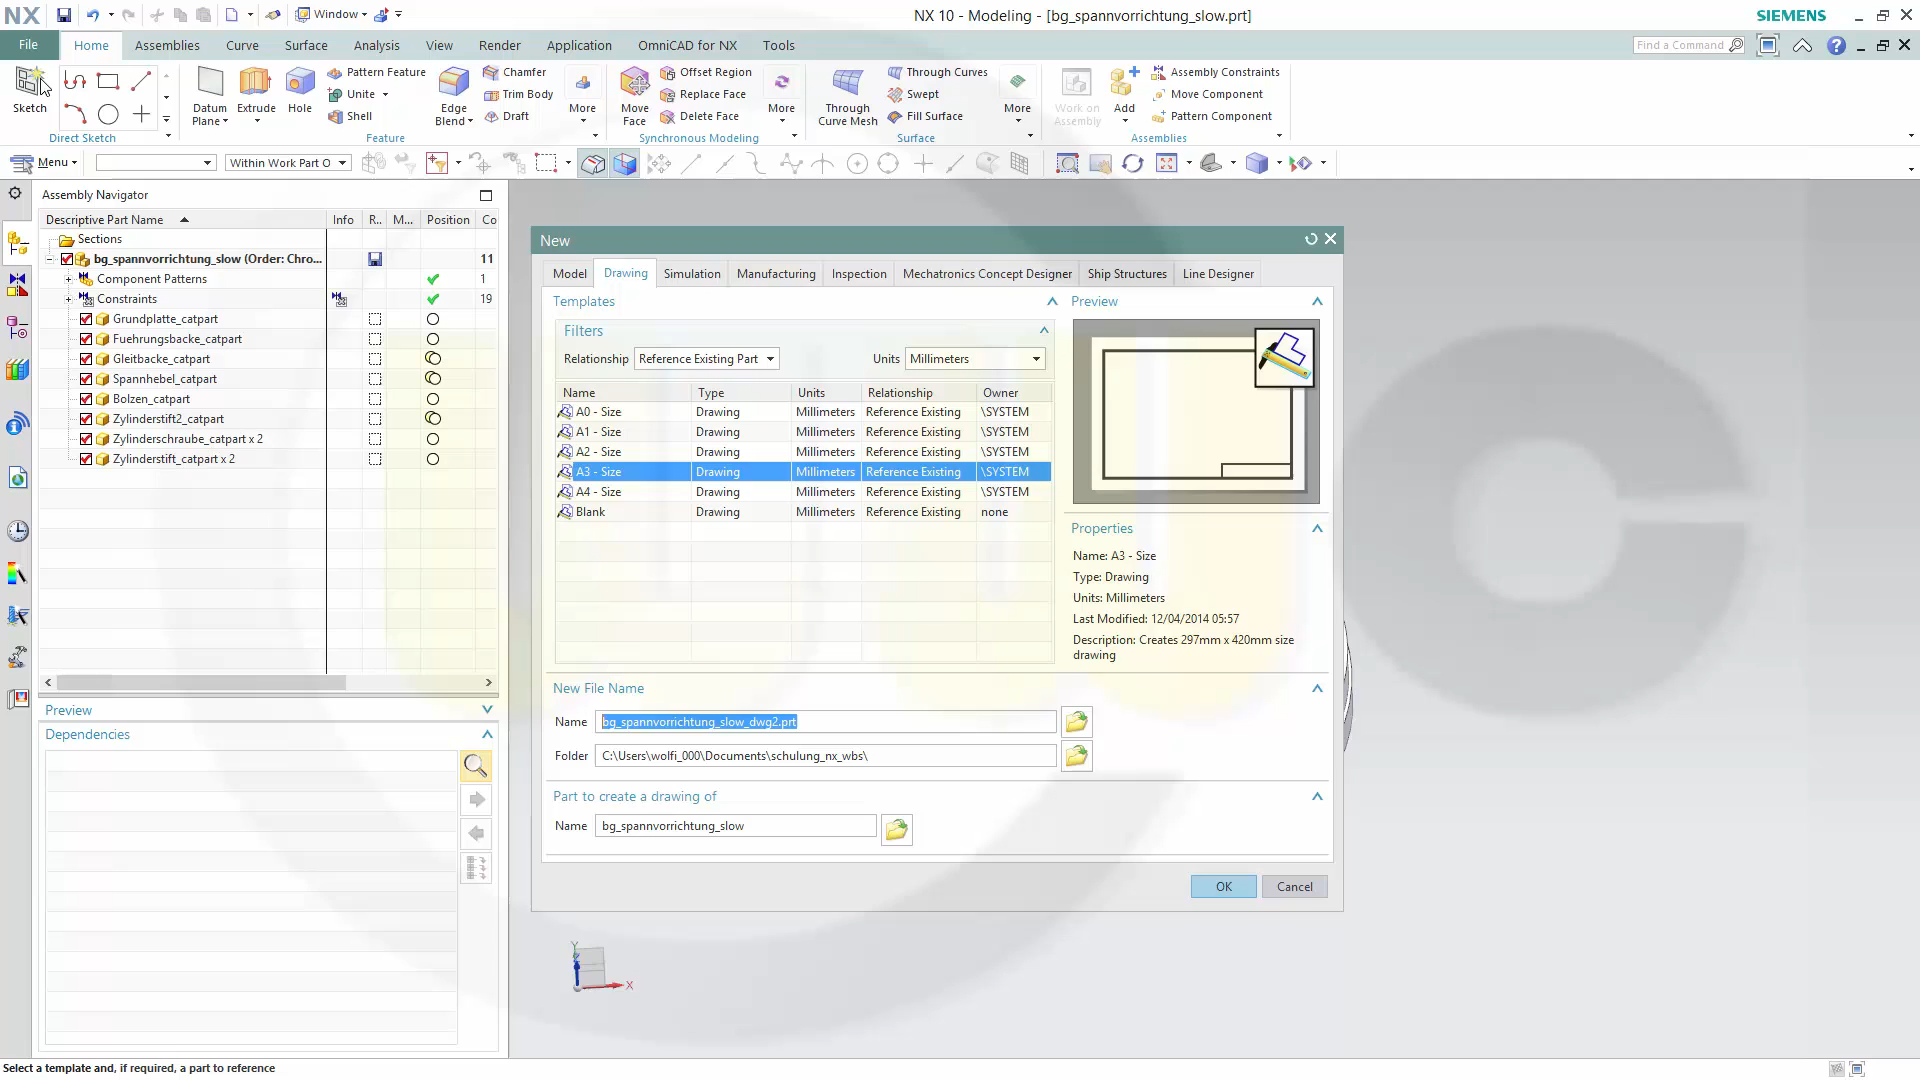 NX
Window
NX 10 - Modeling - [bg_spannvorrichtung_slow.prt]
SIEMENS
File
Home
Assemblies
Curve
Surface
Analysis
View
Render
Application
OmniCAD for NX
Tools
Find a Command
Sketch
Direct Sketch
Datum
Plane
Extrude
Hole
Pattern Feature
Unite
Shell
Edge
Blend
Chamfer
Trim Body
Draft
More
Feature
Move
Face
Offset Region
Replace Face
Delete Face
More
Synchronous Modeling
Through
Curve Mesh
Through Curves
Swept
Fill Surface
More
Surface
Work on
Assembly
Add
Assembly Constraints
Move Component
Pattern Component
Assemblies
Menu
Within Work Part O
Assembly Navigator
Descriptive Part Name
Info
R..
M...
Position
Co
Sections
bg_spannvorrichtung_slow (Order: Chro...
11
Component Patterns
1
Constraints
19
Grundplatte_catpart
Fuehrungsbacke_catpart
Gleitbacke_catpart
Spannhebel_catpart
Bolzen_catpart
Zylinderstift2_catpart
Zylinderschraube_catpart x 2
Zylinderstift_catpart x 2
Preview
Dependencies
New
Model
Drawing
Simulation
Manufacturing
Inspection
Mechatronics Concept Designer
Ship Structures
Line Designer
Templates
Filters
Relationship
Reference Existing Part
Units
Millimeters
Name Type Units Relationship Owner
A0 - Size Drawing Millimeters Reference Existing \SYSTEM
A1 - Size Drawing Millimeters Reference Existing \SYSTEM
A2 - Size Drawing Millimeters Reference Existing \SYSTEM
A3 - Size Drawing Millimeters Reference Existing \SYSTEM
A4 - Size Drawing Millimeters Reference Existing \SYSTEM
Blank Drawing Millimeters Reference Existing none
Preview
Properties
Name: A3 - Size
Type: Drawing
Units: Millimeters
Last Modified: 12/04/2014 05:57
Description: Creates 297mm x 420mm size
drawing
New File Name
Name
bg_spannvorrichtung_slow_dwg2.prt
Folder
C:\Users\wolfi_000\Documents\schulung_nx_wbs\
Part to create a drawing of
Name
bg_spannvorrichtung_slow
OK
Cancel
Y
X
Select a template and, if required, a part to reference